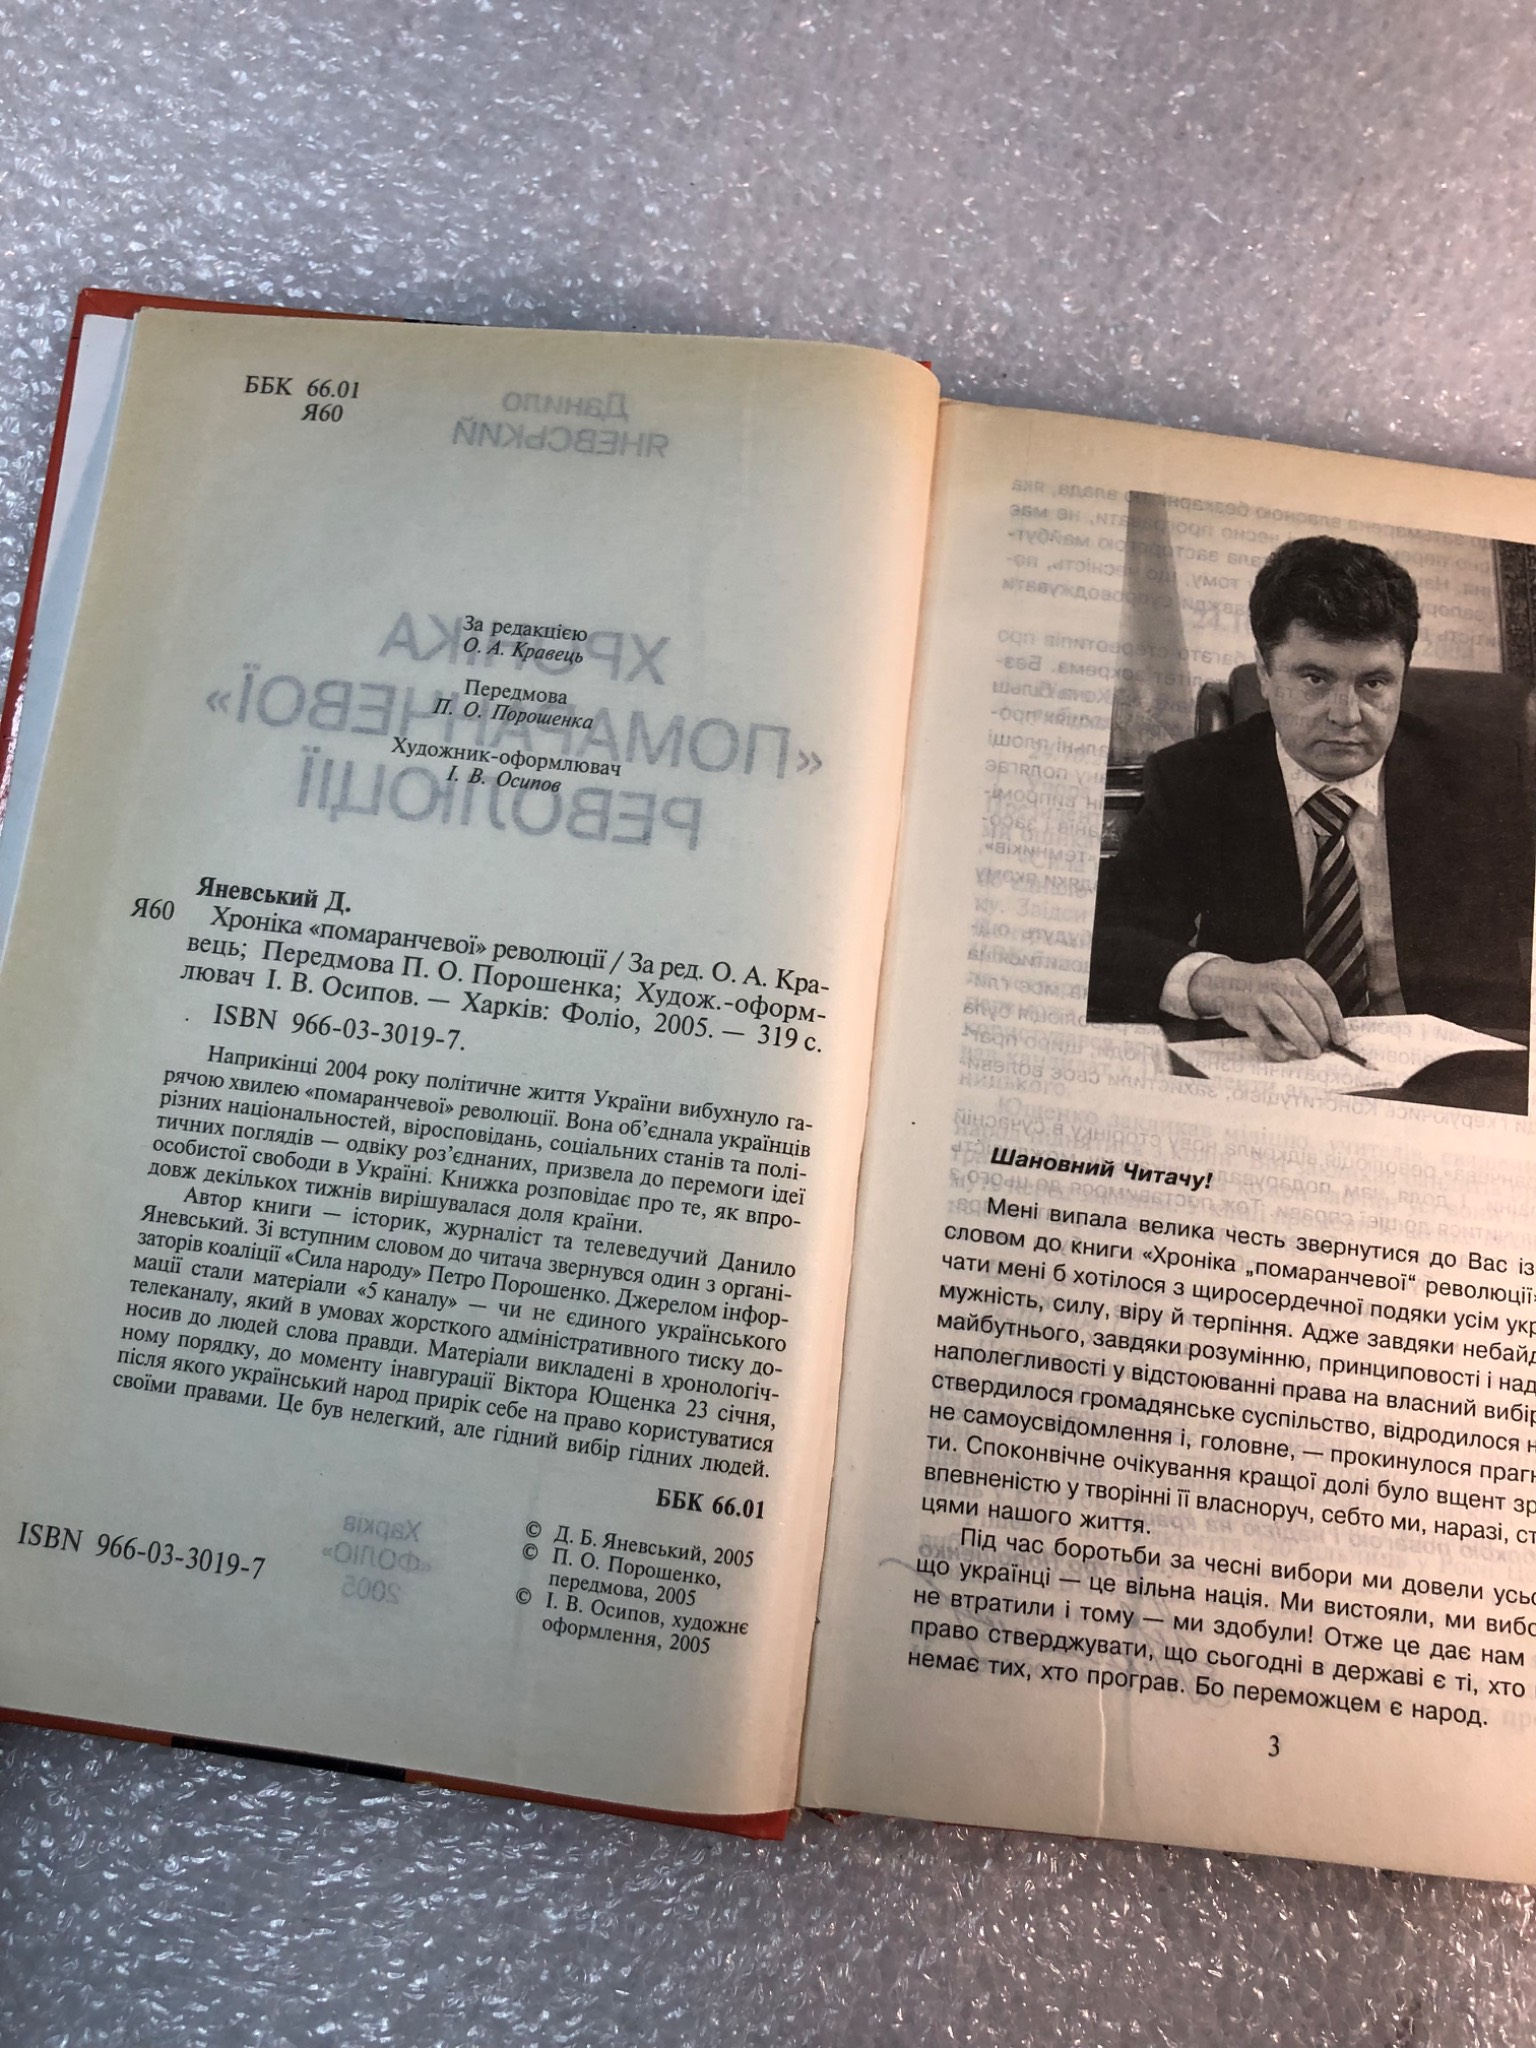 ББК 66.01
Я60
За редакцією
О. А. Кравець
Передмова
П. О. Порошенка
Художник-оформлювач
І. В. Осипов
Яневський Д.
Я60 Хроніка «помаранчевої» революції / За ред. О. А. Кра-
вець; Передмова П. О. Порошенка; Худож.-оформ-
лювач І. В. Осипов. — Харків: Фоліо, 2005. — 319 с.
ISBN 966-03-3019-7.
Наприкінці 2004 року політичне життя України вибухнуло га-
рячою хвилею «помаранчевої» революції. Вона об’єднала українців
різних національностей, віросповідань, соціальних станів та полі-
тичних поглядів — одвіку роз’єднаних, призвела до перемоги ідеї
особистої свободи в Україні. Книжка розповідає про те, як впро-
довж декількох тижнів вирішувалася доля країни.
Автор книги — історик, журналіст та телеведучий Данило
Яневський. Зі вступним словом до читача звернувся один з органі-
заторів коаліції «Сила народу» Петро Порошенко. Джерелом інфор-
мації стали матеріали «5 каналу» — чи не єдиного українського
телеканалу, який в умовах жорсткого адміністративного тиску до-
носив до людей слова правди. Матеріали викладені в хронологіч-
ному порядку, до моменту інавгурації Віктора Ющенка 23 січня,
після якого український народ прирік себе на право користуватися
своїми правами. Це був нелегкий, але гідний вибір гідних людей.
ББК 66.01
© Д. Б. Яневський, 2005
© П. О. Порошенко,
передмова, 2005
© І. В. Осипов, художнє
оформлення, 2005
ISBN 966-03-3019-7
Шановний Читачу!
Мені випала велика честь звернутися до Вас із
словом до книги «Хроніка „помаранчевої“ революції»
чати мені б хотілося з щиросердечної подяки усім укр
мужність, силу, віру й терпіння. Адже завдяки небайд
майбутнього, завдяки розумінню, принциповості і над
наполегливості у відстоюванні права на власний вибір
ствердилося громадянське суспільство, відродилося н
не самоусвідомлення і, головне, — прокинулося прагн
ти. Споконвічне очікування кращої долі було вщент зр
впевненістю у творінні її власноруч, себто ми, наразі, ст
цями нашого життя.
Під час боротьби за чесні вибори ми довели усьо
що українці — це вільна нація. Ми вистояли, ми вибо
не втратили і тому — ми здобули! Отже це дає нам
право стверджувати, що сьогодні в державі є ті, хто
немає тих, хто програв. Бо переможцем є народ.
3